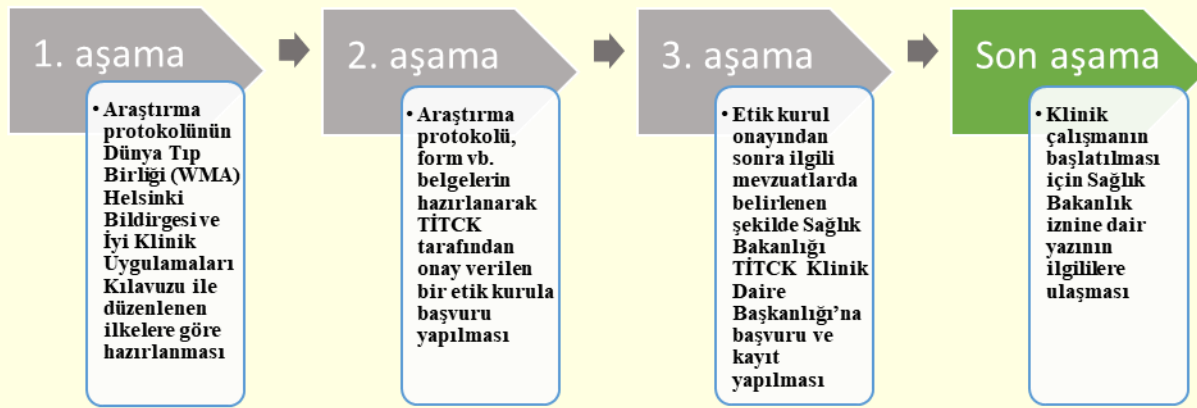 1. aşama
• Araştırma
protokolünün
Dünya Tıp
Birliği (WMA)
Helsinki
Bildirgesi ve
İyi Klinik
Uygulamaları
Kılavuzu ile
düzenlenen
ilkelere göre
hazırlanması
2. aşama
• Araştırma
protokolü,
form vb.
belgelerin
hazırlanarak
TİTCK
tarafından
onay verilen
bir etik kurula
başvuru
yapılması
3. aşama
• Etik kurul
onayından
sonra ilgili
mevzuatlarda
belirlenen
şekilde Sağlık
Bakanlığı
TİTCK Klinik
Daire
Başkanlığı’na
başvuru ve
kayıt
yapılması
Son aşama
• Klinik
çalışmanın
başlatılması
için Sağlık
Bakanlık
iznine dair
yazının
ilgililere
ulaşması